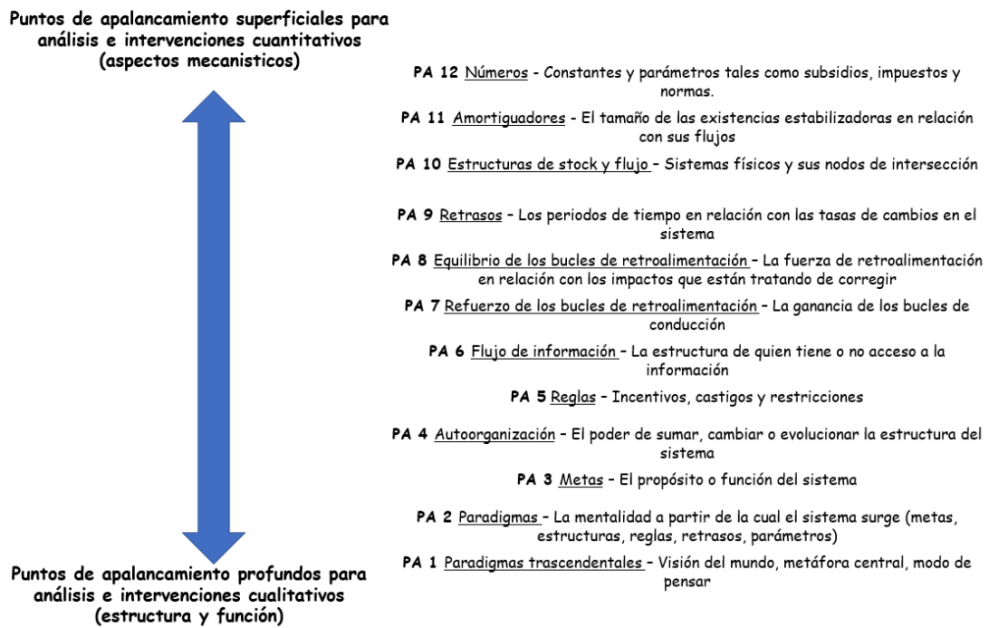 Puntos de apalancamiento superficiales para
análisis e intervenciones cuantitativos
(aspectos mecanisticos)
PA 12 Números - Constantes y parámetros tales como subsidios, impuestos y
normas.
PA 11 Amortiguadores - El tamaño de las existencias estabilizadoras en relación
con sus flujos
PA 10 Estructuras de stock y flujo – Sistemas físicos y sus nodos de intersección
PA 9 Retrasos – Los periodos de tiempo en relación con las tasas de cambios en el
sistema
PA 8 Equilibrio de los bucles de retroalimentación – La fuerza de retroalimentación
en relación con los impactos que están tratando de corregir
PA 7 Refuerzo de los bucles de retroalimentación – La ganancia de los bucles de
conducción
PA 6 Flujo de información – La estructura de quien tiene o no acceso a la
información
PA 5 Reglas – Incentivos, castigos y restricciones
PA 4 Autoorganización – El poder de sumar, cambiar o evolucionar la estructura del
sistema
PA 3 Metas – El propósito o función del sistema
PA 2 Paradigmas – La mentalidad a partir de la cual el sistema surge (metas,
estructuras, reglas, retrasos, parámetros)
PA 1 Paradigmas trascendentales – Visión del mundo, metáfora central, modo de
pensar
Puntos de apalancamiento profundos para
análisis e intervenciones cualitativos
(estructura y función)